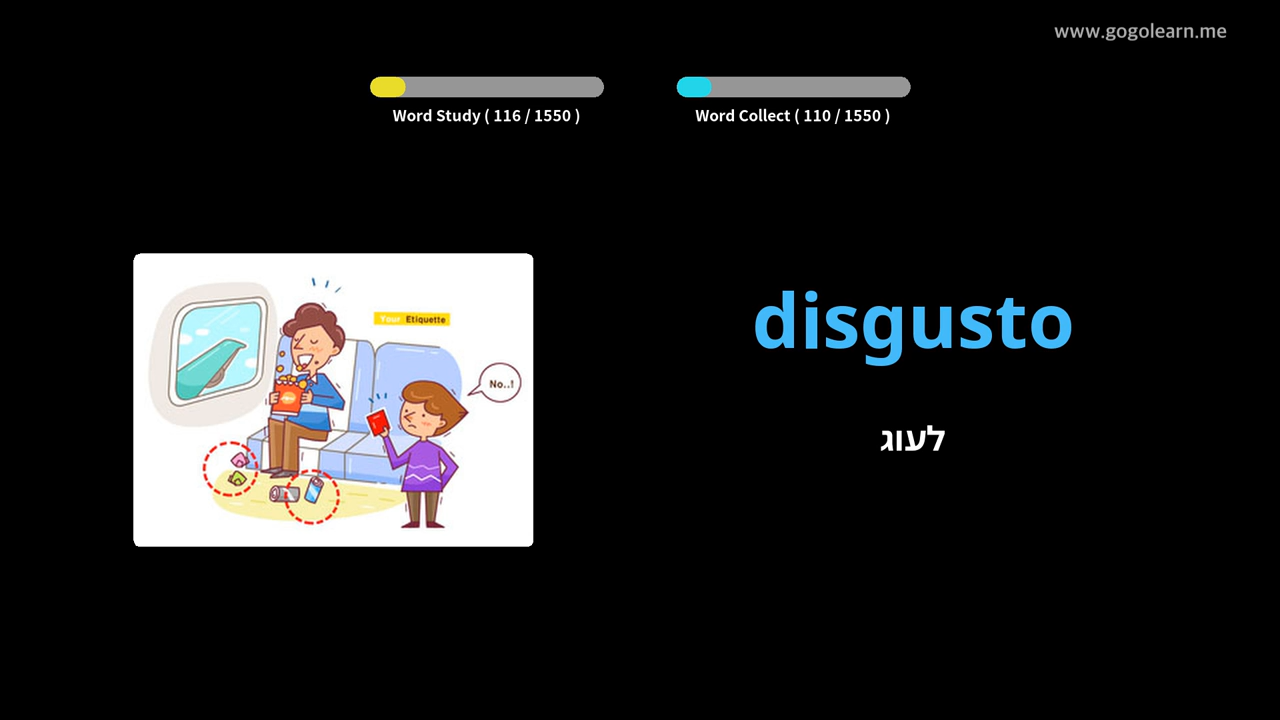 www.gogolearn.me
Word Study ( 116 / 1550 )
Word Collect ( 110 / 1550 )
Your Etiquette
No..!
disgusto
לעוג